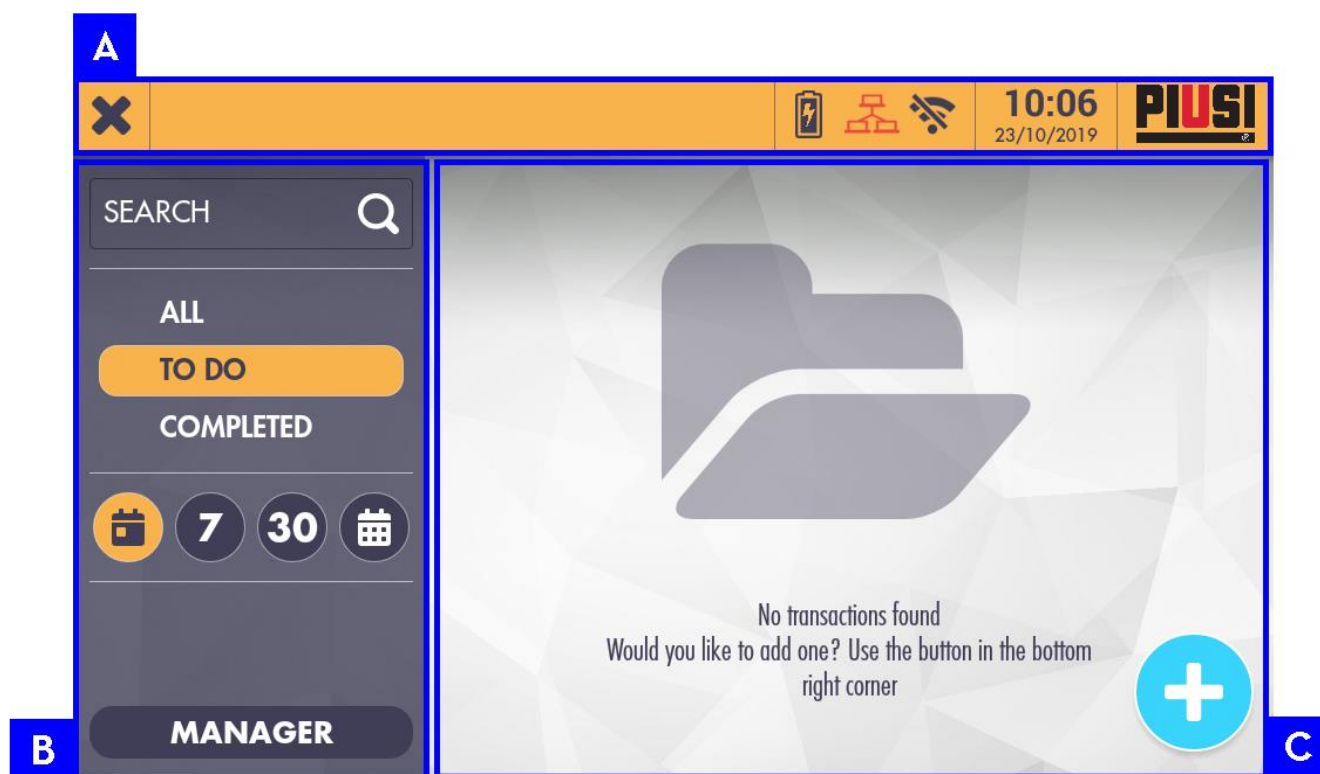 A
10:06
23/10/2019
PIUSI
®
SEARCH
ALL
TO DO
COMPLETED
7
30
MANAGER
B
No transactions found
Would you like to add one? Use the button in the bottom
right corner
C